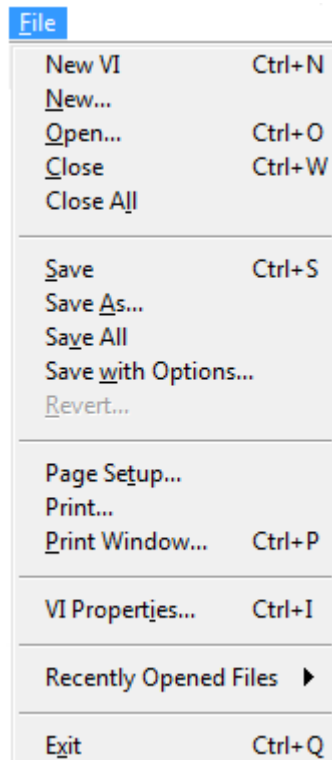 File
New VI Ctrl+N
New...
Open... Ctrl+O
Close Ctrl+W
Close All
Save Ctrl+S
Save As...
Save All
Save with Options...
Revert...
Page Setup...
Print...
Print Window... Ctrl+P
VI Properties... Ctrl+I
Recently Opened Files
Exit Ctrl+Q